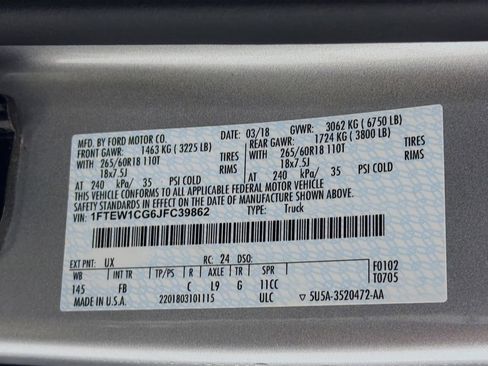 MFD. BY FORD MOTOR CO.
DATE: 03/18 GVWR: 3062 KG ( 6750 LB)
FRONT GAWR: 1463 KG ( 3225 LB) REAR GAWR: 1724 KG ( 3800 LB)
WITH 265/60R18 110T TIRES WITH 265/60R18 110T TIRES
18x7.5J RIMS 18x7.5J RIMS
AT 240 kPa/ 35 PSI COLD AT 240 kPa/ 35 PSI COLD
THIS VEHICLE CONFORMS TO ALL APPLICABLE FEDERAL MOTOR VEHICLE SAFETY
STANDARDS IN EFFECT ON THE DATE OF MANUFACTURE SHOWN ABOVE.
VIN: 1FTEW1CG6JFC39862 TYPE: Truck
EXT PNT: UX RC: 24 DSO:
WB INT TR TP/PS R AXLE TR SPR
145 FB C L9 G 11CC
F0102
T0705
MADE IN U.S.A. 2201803101115 ULC ▽ 5U5A-3520472-AA